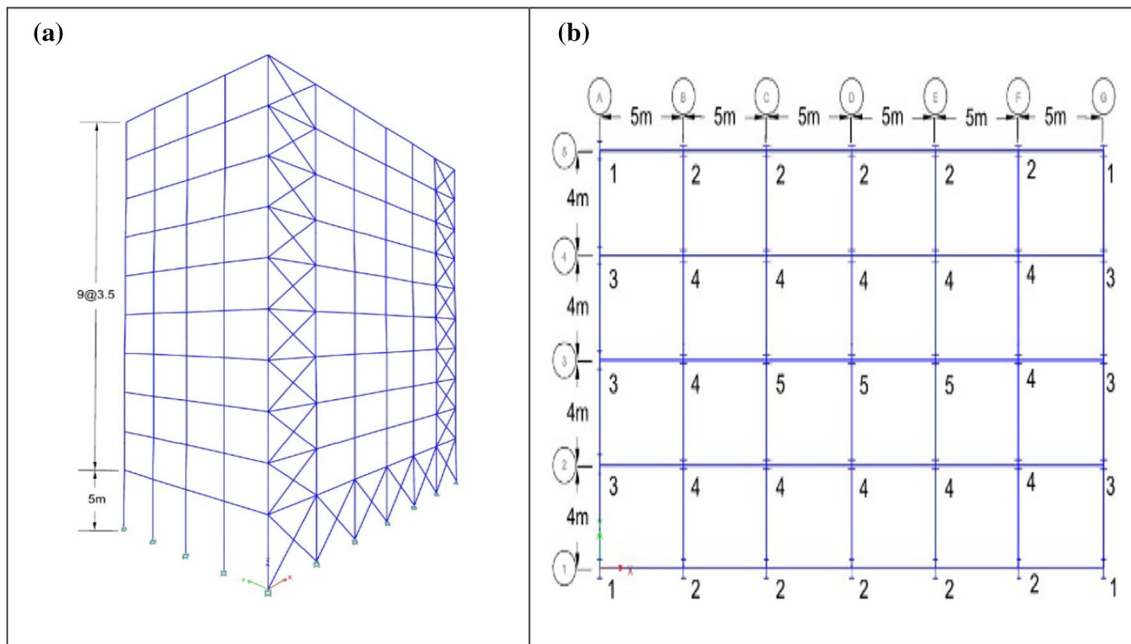 (a)
9@3.5
5m
Z
Y
X
(b)
A B C D E F G
5m 5m 5m 5m 5m 5m
5
1 2 2 2 2 2 1
4m
4
3 4 4 4 4 4 3
4m
3
3 4 5 5 5 4 3
4m
2
3 4 4 4 4 4 3
4m
1
X
1 2 2 2 2 2 1